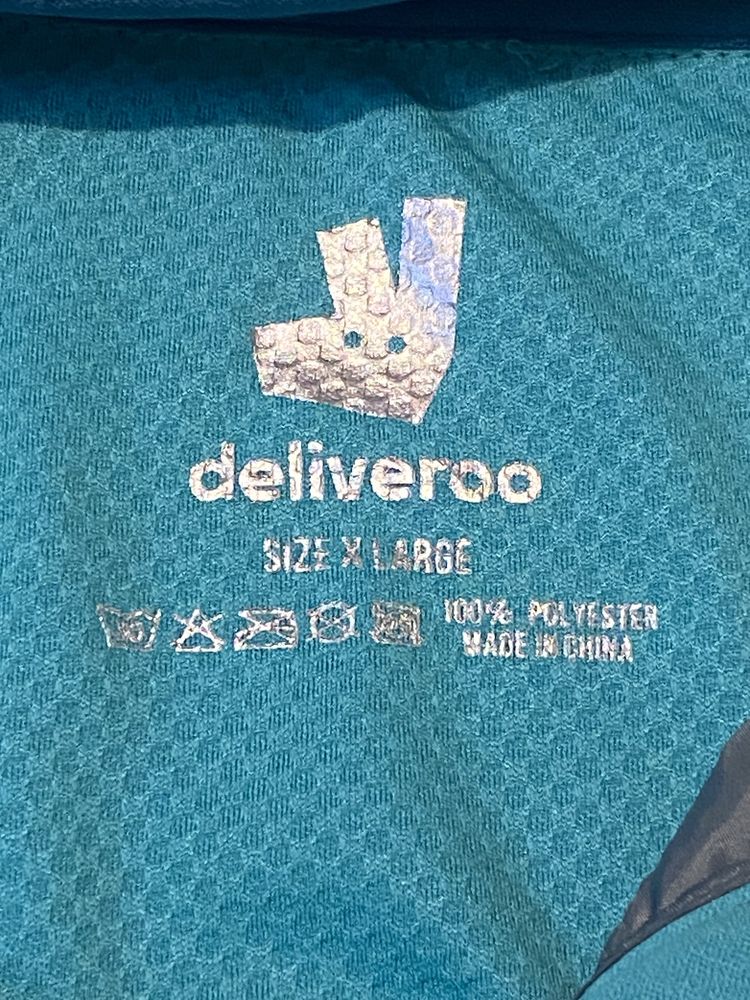 deliveroo
SIZE X LARGE
100% POLYESTER
MADE IN CHINA